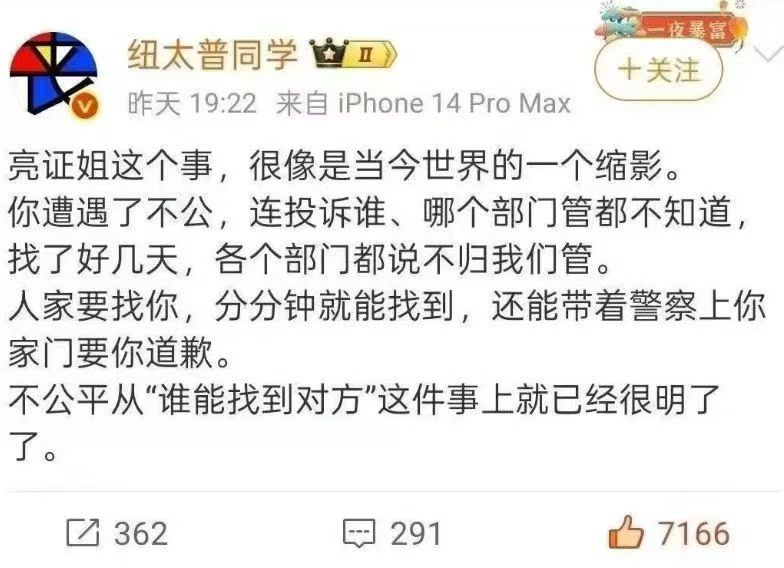 一夜暴富
纽太普同学 II
+关注
昨天 19:22 来自 iPhone 14 Pro Max
亮证姐这个事，很像是当今世界的一个缩影。
你遭遇了不公，连投诉谁、哪个部门管都不知道，
找了好几天，各个部门都说不归我们管。
人家要找你，分分钟就能找到，还能带着警察上你
家门要你道歉。
不公平从“谁能找到对方”这件事上就已经很明了
了。
362 291 7166